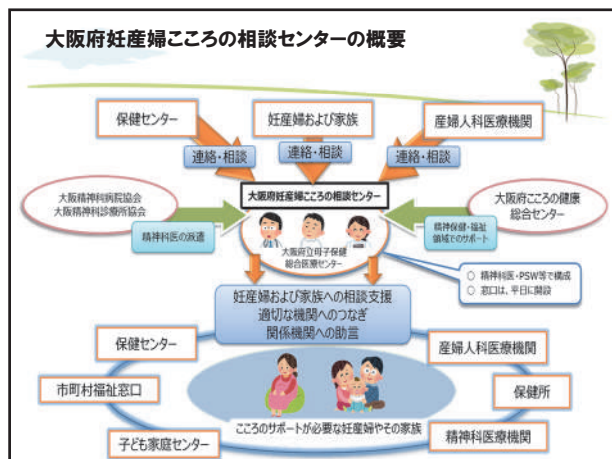 大阪府妊産婦こころの相談センターの概要
保健センター
妊産婦および家族
産婦人科医療機関
連絡・相談
連絡・相談
連絡・相談
大阪府妊産婦こころの相談センター
大阪精神科病院協会
大阪精神科診療所協会
大阪府こころの健康
総合センター
精神科医の派遣
精神保健・福祉
領域でのサポート
大阪府立母子保健
総合医療センター
○ 精神科医・PSW等で構成
○ 窓口は、平日に開設
妊産婦および家族への相談支援
適切な機関へのつなぎ
関係機関への助言
保健センター
産婦人科医療機関
市町村福祉窓口
保健所
こころのサポートが必要な妊産婦やその家族
子ども家庭センター
精神科医療機関